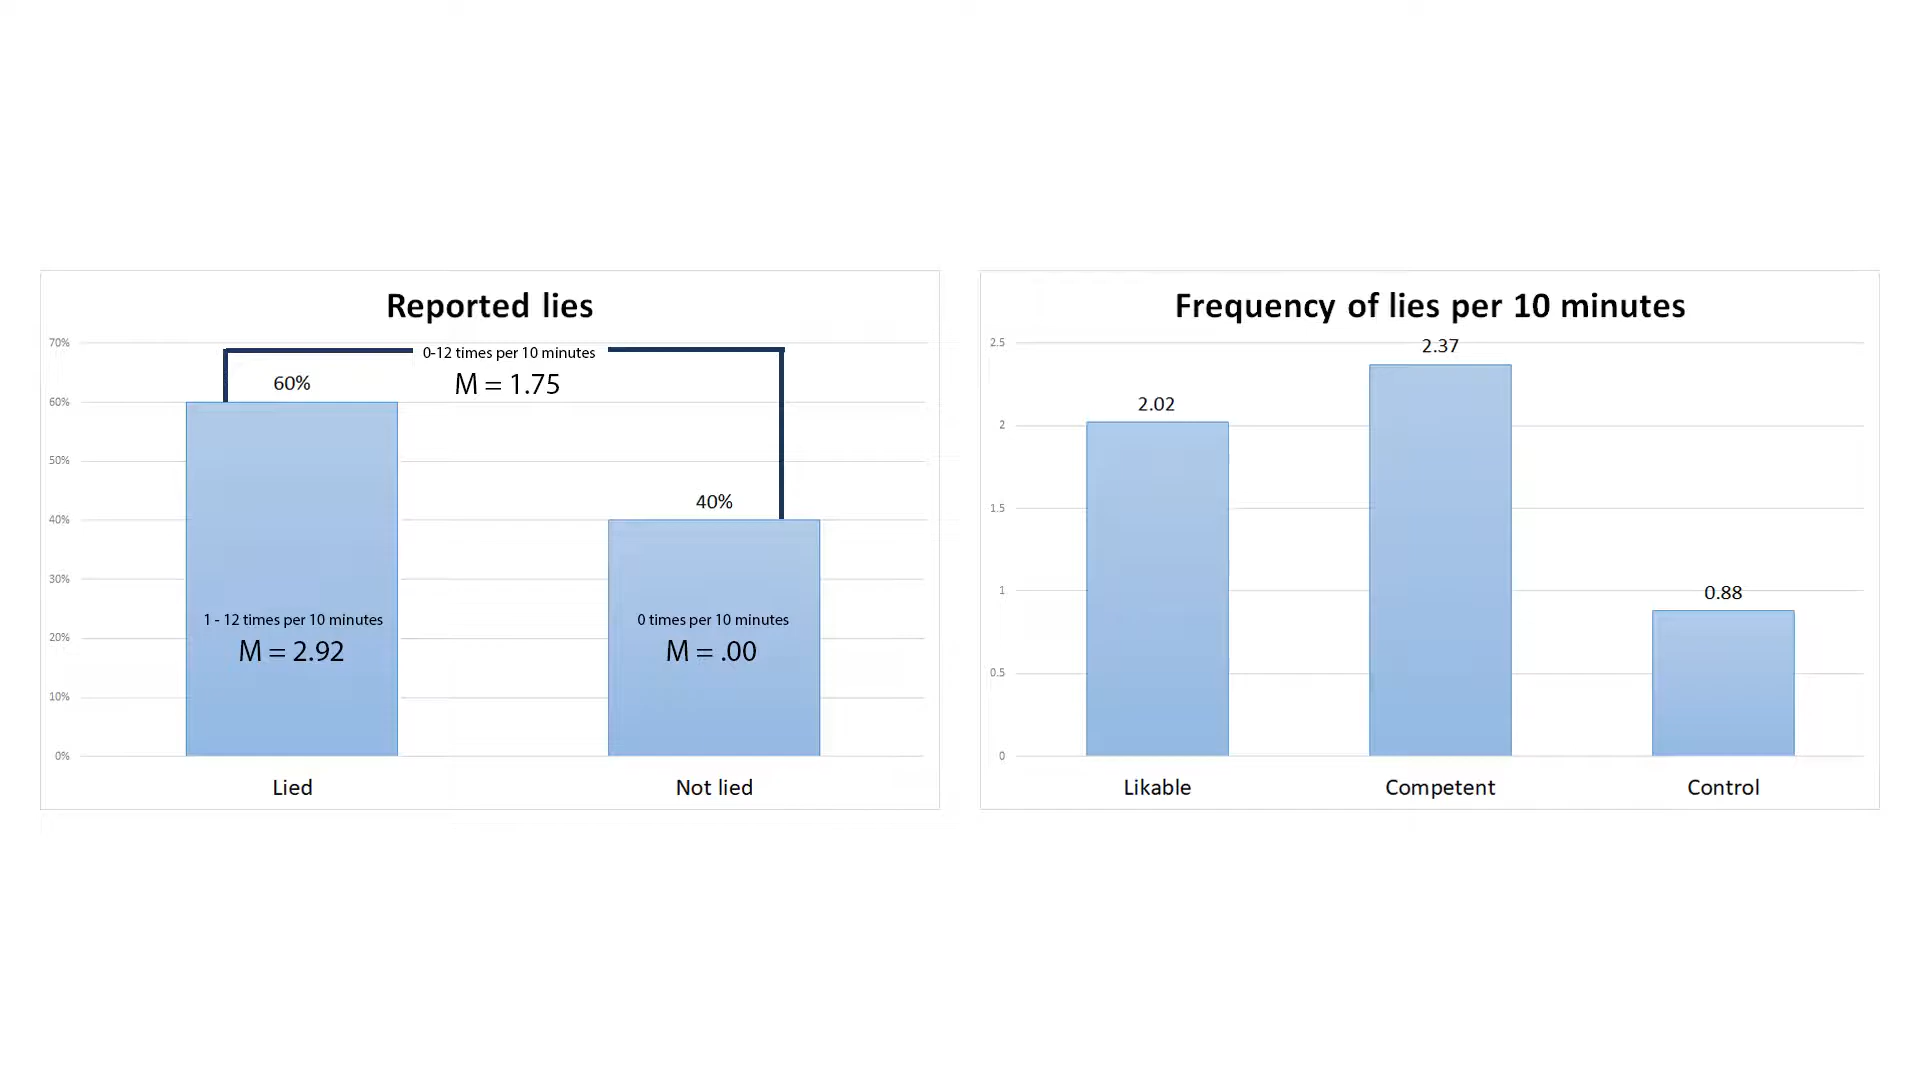 Reported lies
70%
0-12 times per 10 minutes
M = 1.75
60%
60%
50%
40%
40%
30%
1 - 12 times per 10 minutes
M = 2.92
0 times per 10 minutes
M = .00
20%
10%
0%
Lied
Not lied
Frequency of lies per 10 minutes
2.5
2.37
2.02
2
1.5
1
0.88
0.5
0
Likable
Competent
Control